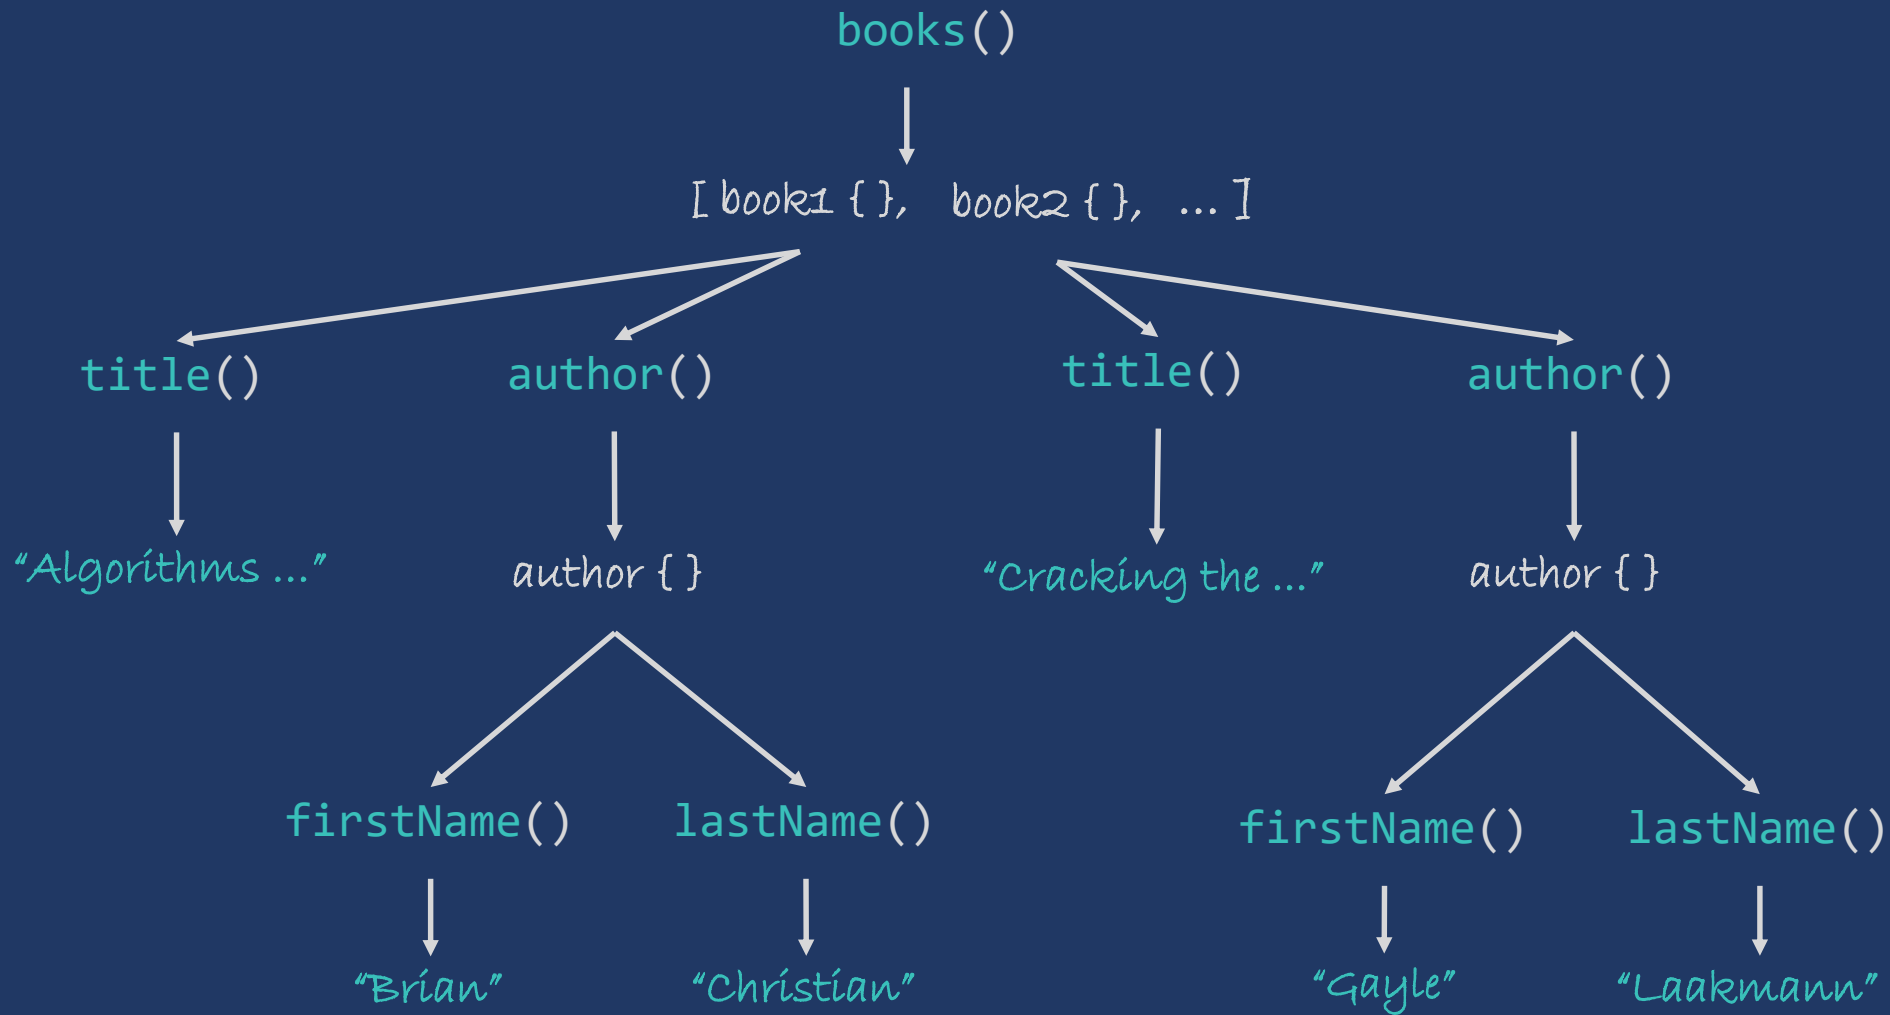 books()
[ book1 { }, book2 { }, ... ]
title() author() title() author()
“Algorithms ...” author { } “Cracking the ...” author { }
firstName() lastName() firstName() lastName()
“Brian” “Christian” “Gayle” “Laakmann”